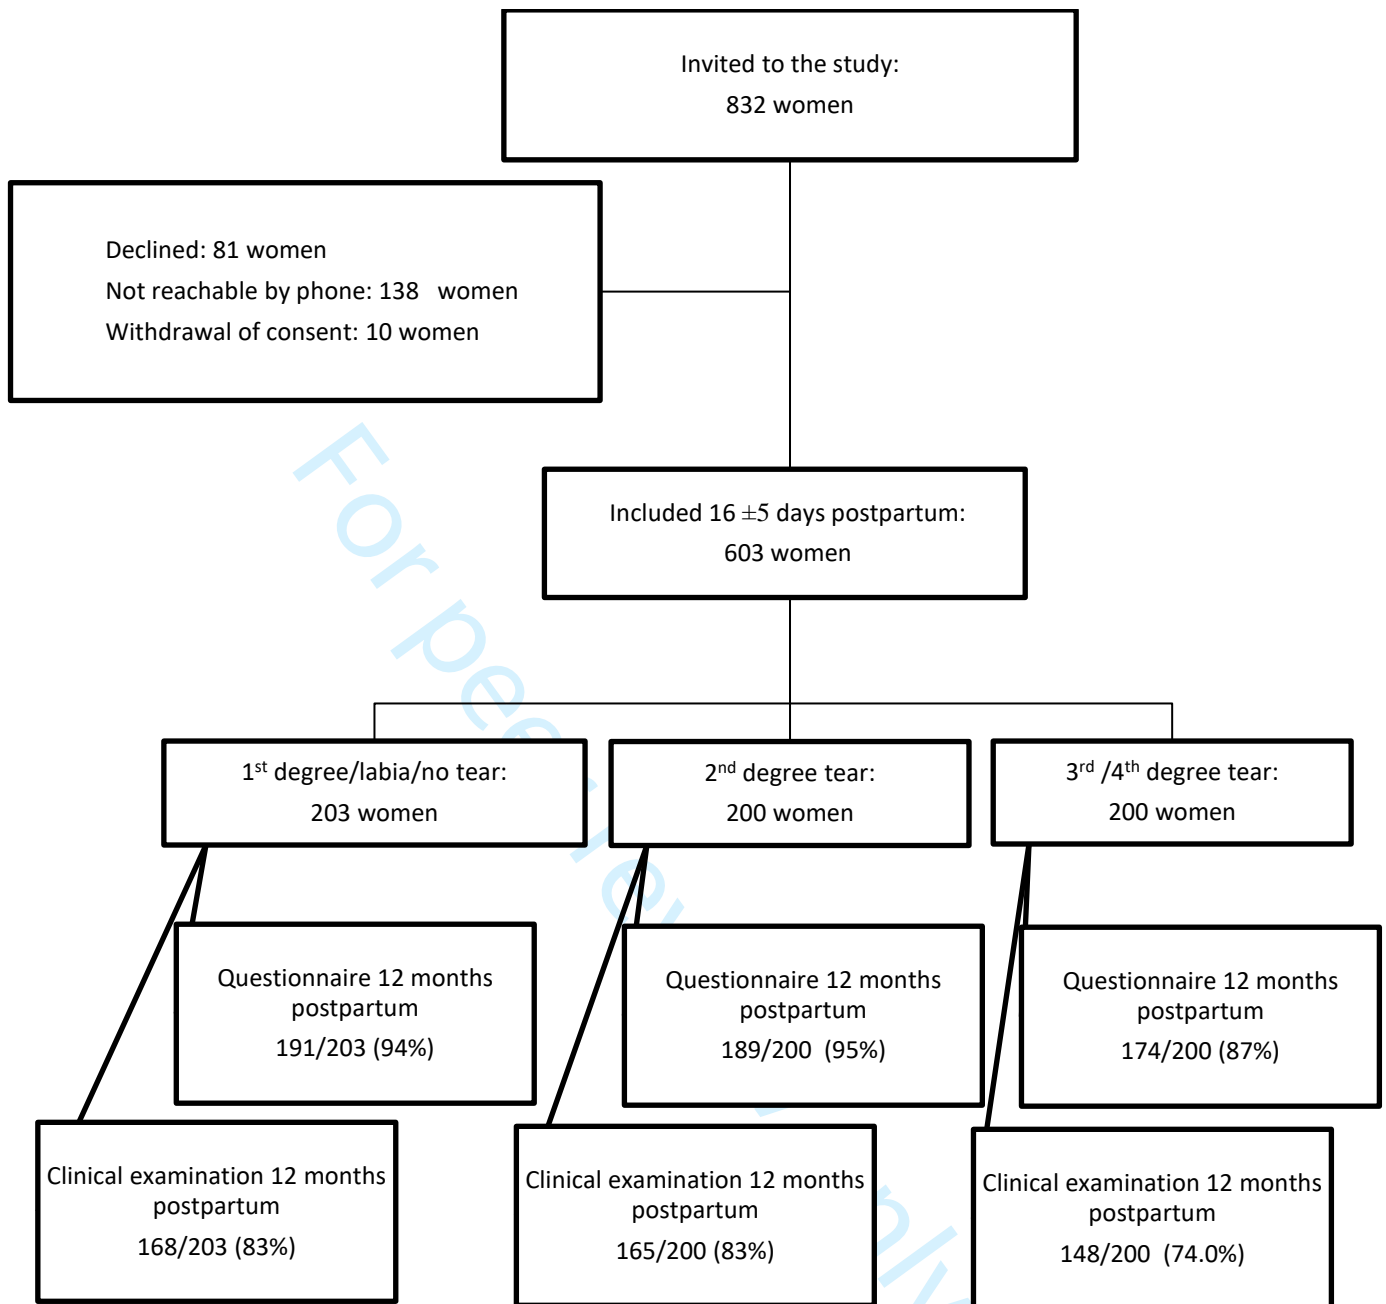 Invited to the study:
832 women
Declined: 81 women
Not reachable by phone: 138 women
Withdrawal of consent: 10 women
Included 16 ±5 days postpartum:
603 women
1st degree/labia/no tear:
203 women
2nd degree tear:
200 women
3rd /4th degree tear:
200 women
Questionnaire 12 months
postpartum
191/203 (94%)
Questionnaire 12 months
postpartum
189/200 (95%)
Questionnaire 12 months
postpartum
174/200 (87%)
Clinical examination 12 months
postpartum
168/203 (83%)
Clinical examination 12 months
postpartum
165/200 (83%)
Clinical examination 12 months
postpartum
148/200 (74.0%)
For pee